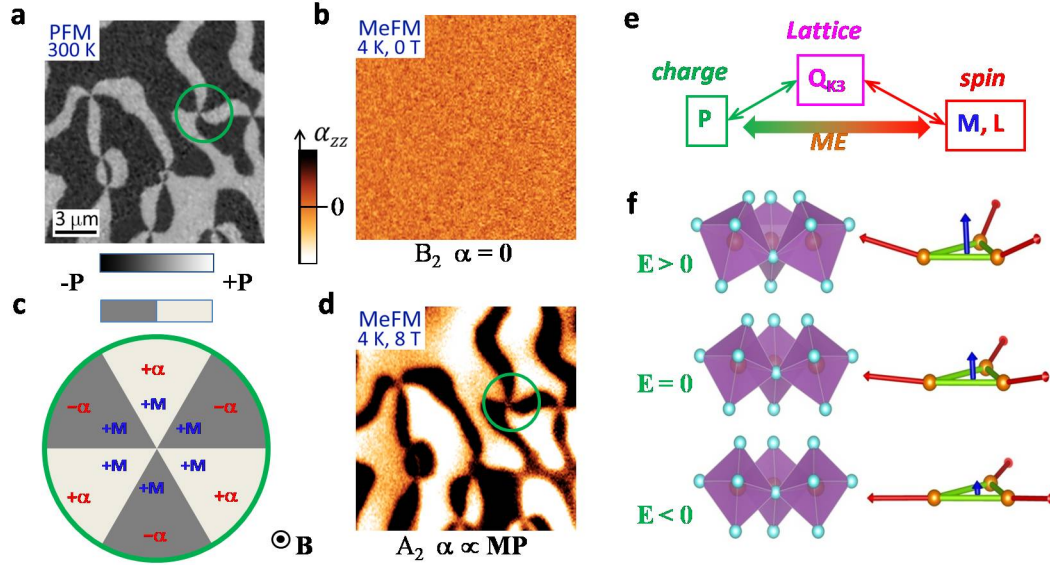 a
PFM
300 K
3 μm
-P +P
b
MeFM
4 K, 0 T
α_zz
0
B₂ α = 0
c
+α
+M
−α
+M
−α
+M
+M
+α
+M
+α
+M
−α
B
d
MeFM
4 K, 8 T
A₂ α ∝ MP
e
Lattice
charge
Q_K3
spin
P
M, L
ME
f
E > 0
E = 0
E < 0